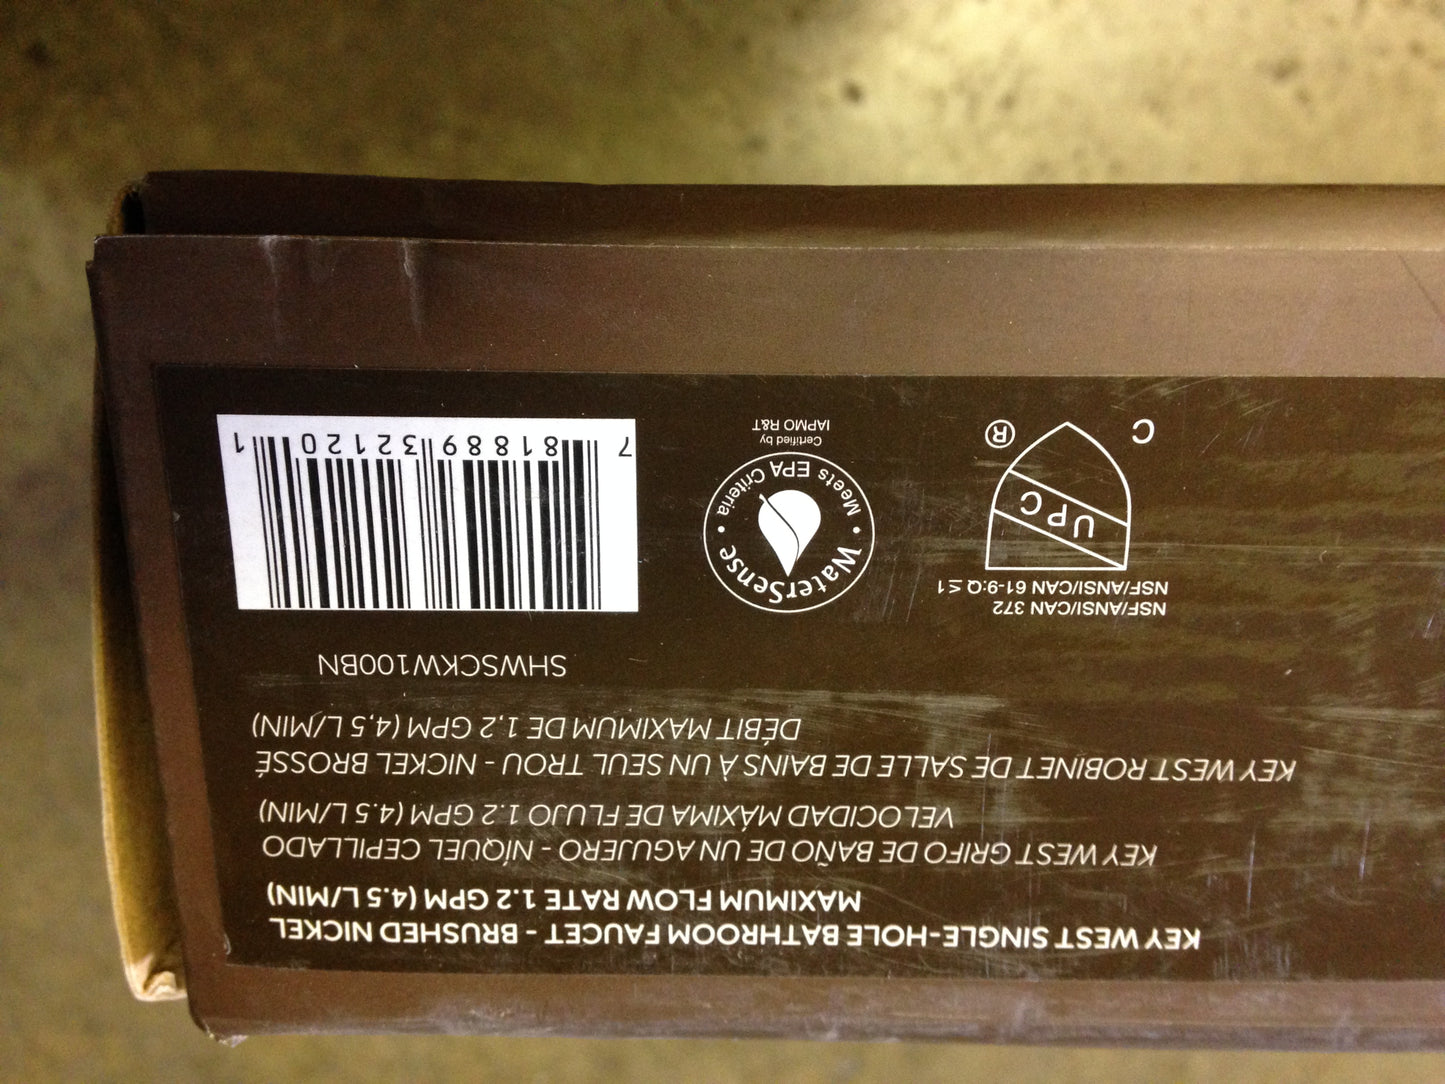 KEY WEST SINGLE-HOLE BATHROOM FAUCET - BRUSHED NICKEL
MAXIMUM FLOW RATE 1.2 GPM (4.5 L/MIN)
KEY WEST GRIFO DE BAÑO DE UN AGUJERO - NÍQUEL CEPILLADO
VELOCIDAD MÁXIMA DE FLUJO 1.2 GPM (4.5 L/MIN)
KEY WEST ROBINET DE SALLE DE BAINS À UN SEUL TROU - NICKEL BROSSÉ
DÉBIT MAXIMUM DE 1,2 GPM (4,5 L/MIN)
SHWSCKW100BN
NSF/ANSI/CAN 372
NSF/ANSI/CAN 61-9:Q ≤ 1
UPC
C ®
WaterSense
• Meets EPA Criteria •
Certified by
IAPMO R&T
7 81889 32120 1